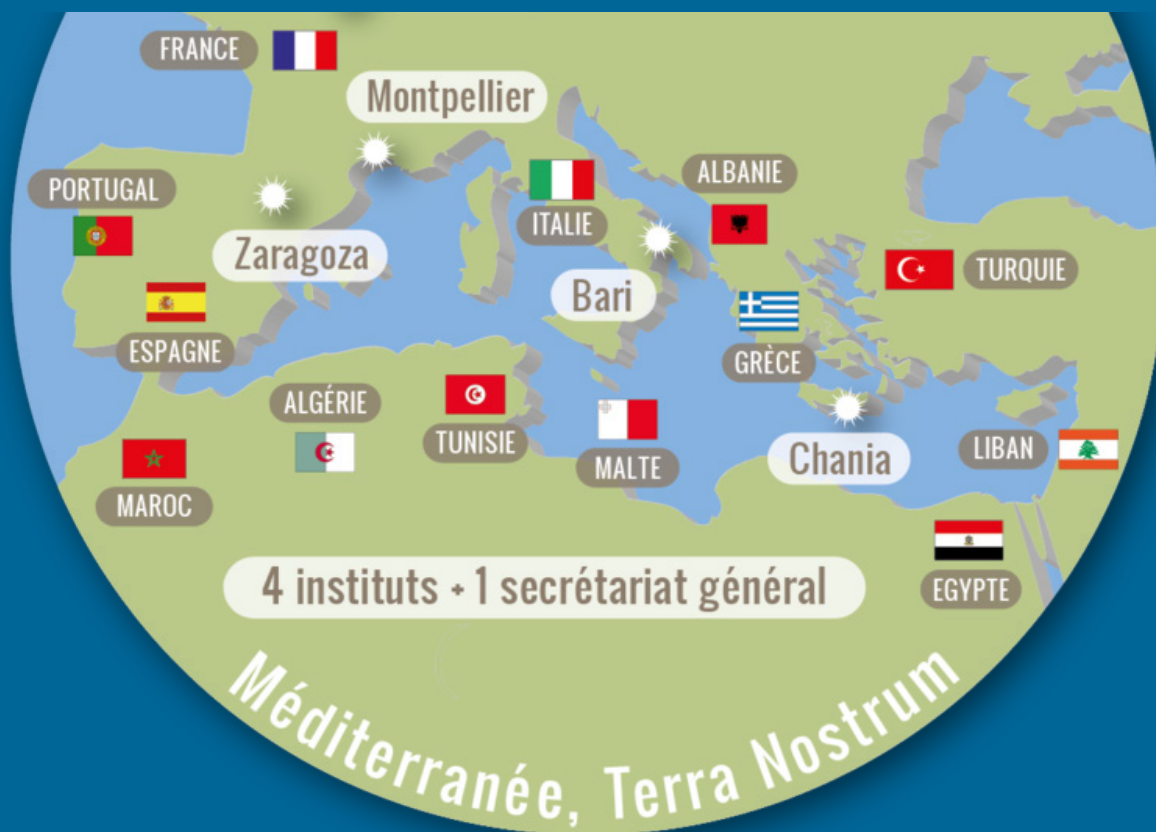 FRANCE
Montpellier
PORTUGAL
ALBANIE
ITALIE
Zaragoza
TURQUIE
Bari
ESPAGNE
GRÈCE
ALGÉRIE
TUNISIE
MALTE
Chania
LIBAN
MAROC
4 instituts + 1 secrétariat général
EGYPTE
Méditerranée, Terra Nostrum